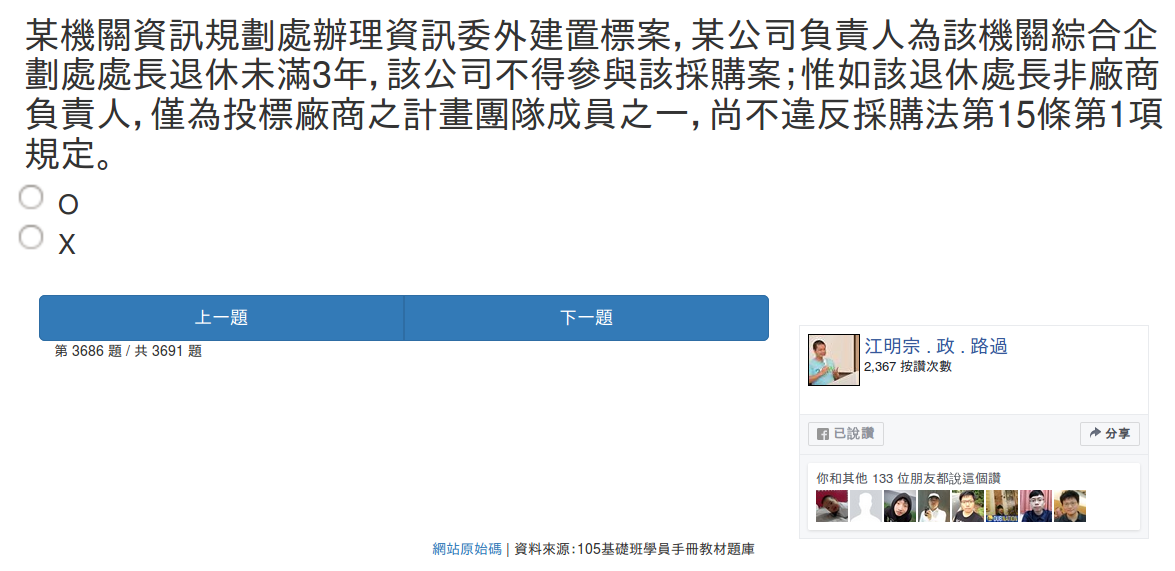 某機關資訊規劃處辦理資訊委外建置標案,某公司負責人為該機關綜合企
劃處處長退休未滿3年,該公司不得參與該採購案;惟如該退休處長非廠商
負責人,僅為投標廠商之計畫團隊成員之一,尚不違反採購法第15條第1項
規定。
O
X
上一題
下一題
第 3686 題 / 共 3691 題
江明宗 . 政 . 路過
2,367 按讚次數
已說讚
分享
你和其他 133 位朋友都說這個讚
網站原始碼 | 資料來源:105基礎班學員手冊教材題庫